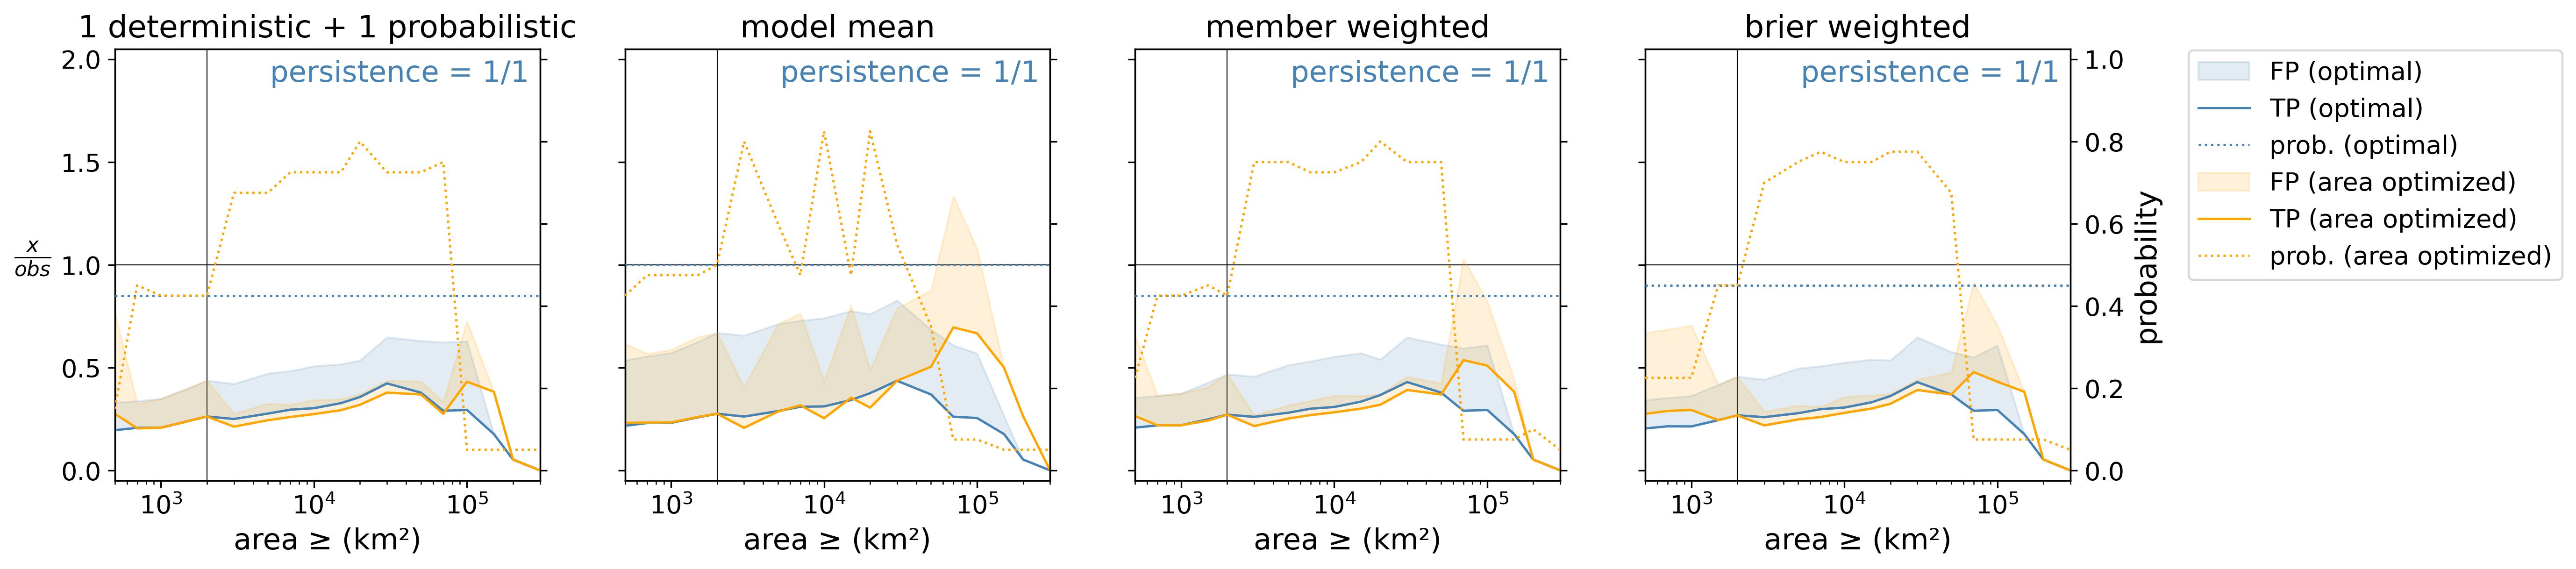 1 deterministic + 1 probabilistic
model mean
member weighted
brier weighted
persistence = 1/1
persistence = 1/1
persistence = 1/1
persistence = 1/1
2.0
1.5
1.0
0.5
0.0
x
obs
10³
10⁴
10⁵
area ≥ (km²)
10³
10⁴
10⁵
area ≥ (km²)
10³
10⁴
10⁵
area ≥ (km²)
10³
10⁴
10⁵
area ≥ (km²)
1.0
0.8
0.6
0.4
0.2
0.0
probability
FP (optimal)
TP (optimal)
prob. (optimal)
FP (area optimized)
TP (area optimized)
prob. (area optimized)